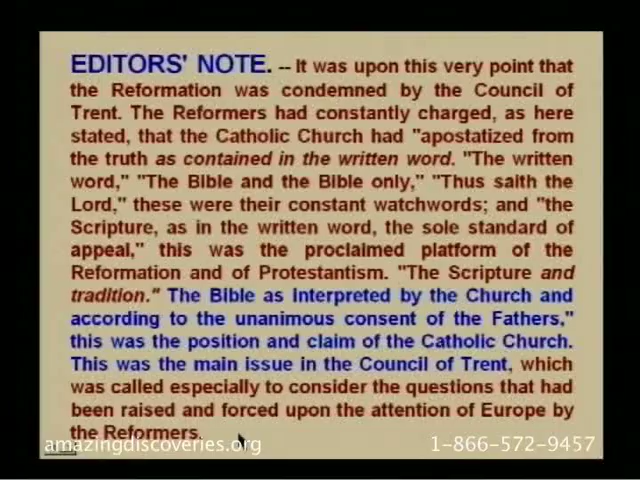 EDITORS' NOTE. -- It was upon this very point that
the Reformation was condemned by the Council of
Trent. The Reformers had constantly charged, as here
stated, that the Catholic Church had "apostatized from
the truth as contained in the written word. "The written
word," "The Bible and the Bible only," "Thus saith the
Lord," these were their constant watchwords; and "the
Scripture, as in the written word, the sole standard of
appeal," this was the proclaimed platform of the
Reformation and of Protestantism. "The Scripture and
tradition." The Bible as interpreted by the Church and
according to the unanimous consent of the Fathers,"
this was the position and claim of the Catholic Church.
This was the main issue in the Council of Trent, which
was called especially to consider the questions that had
been raised and forced upon the attention of Europe by
the Reformers.
amazingdiscoveries.org
1-866-572-9457